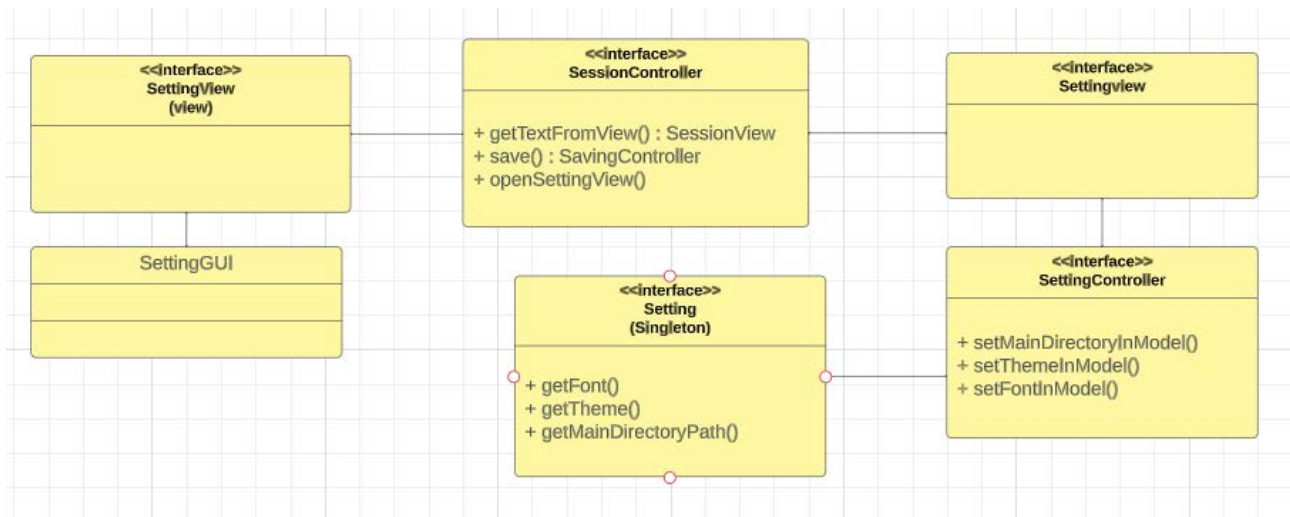 <<interface>>
SettingView
(view)
SettingGUI
<<interface>>
SessionController
+ getTextFromView() : SessionView
+ save() : SavingController
+ openSettingView()
<<interface>>
Setting
(Singleton)
+ getFont()
+ getTheme()
+ getMainDirectoryPath()
<<interface>>
Settingview
<<interface>>
SettingController
+ setMainDirectoryInModel()
+ setThemeInModel()
+ setFontInModel()